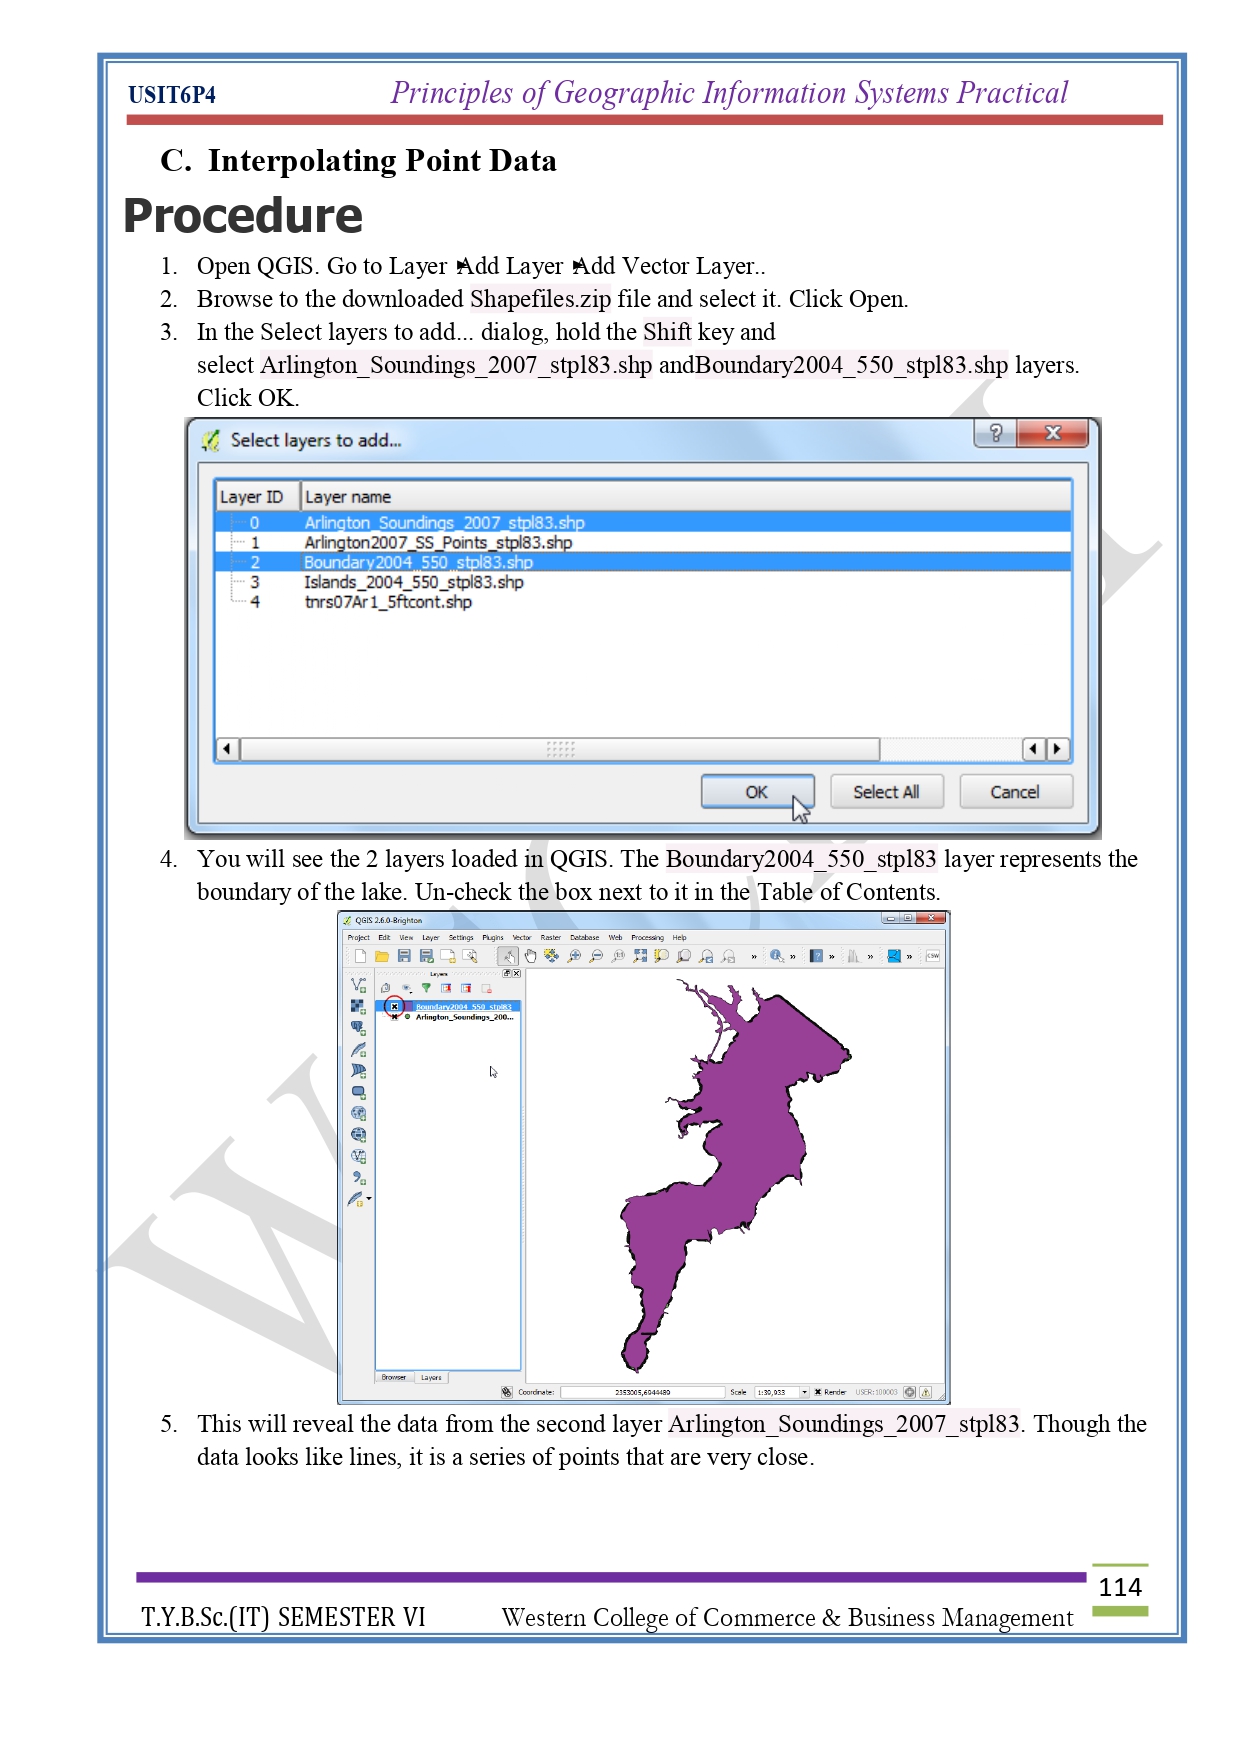 USIT6P4 Principles of Geographic Information Systems Practical
C. Interpolating Point Data
Procedure
1. Open QGIS. Go to Layer ‣Add Layer ‣Add Vector Layer..
2. Browse to the downloaded Shapefiles.zip file and select it. Click Open.
3. In the Select layers to add... dialog, hold the Shift key and
select Arlington_Soundings_2007_stpl83.shp andBoundary2004_550_stpl83.shp layers.
Click OK.
Select layers to add...
Layer ID Layer name
0 Arlington_Soundings_2007_stpl83.shp
1 Arlington2007_SS_Points_stpl83.shp
2 Boundary2004_550_stpl83.shp
3 Islands_2004_550_stpl83.shp
4 tnrs07Ar1_5ftcont.shp
OK Select All Cancel
4. You will see the 2 layers loaded in QGIS. The Boundary2004_550_stpl83 layer represents the
boundary of the lake. Un-check the box next to it in the Table of Contents.
QGIS 2.6.0-Brighton
Project Edit View Layer Settings Plugins Vector Raster Database Web Processing Help
CSW
Layers
Boundary2004_550_stpl83
Arlington_Soundings_200...
Browser Layers
Coordinate: 2353005,6944489 Scale 1:39,933 Render USER:100003
5. This will reveal the data from the second layer Arlington_Soundings_2007_stpl83. Though the
data looks like lines, it is a series of points that are very close.
114
T.Y.B.Sc.(IT) SEMESTER VI Western College of Commerce & Business Management